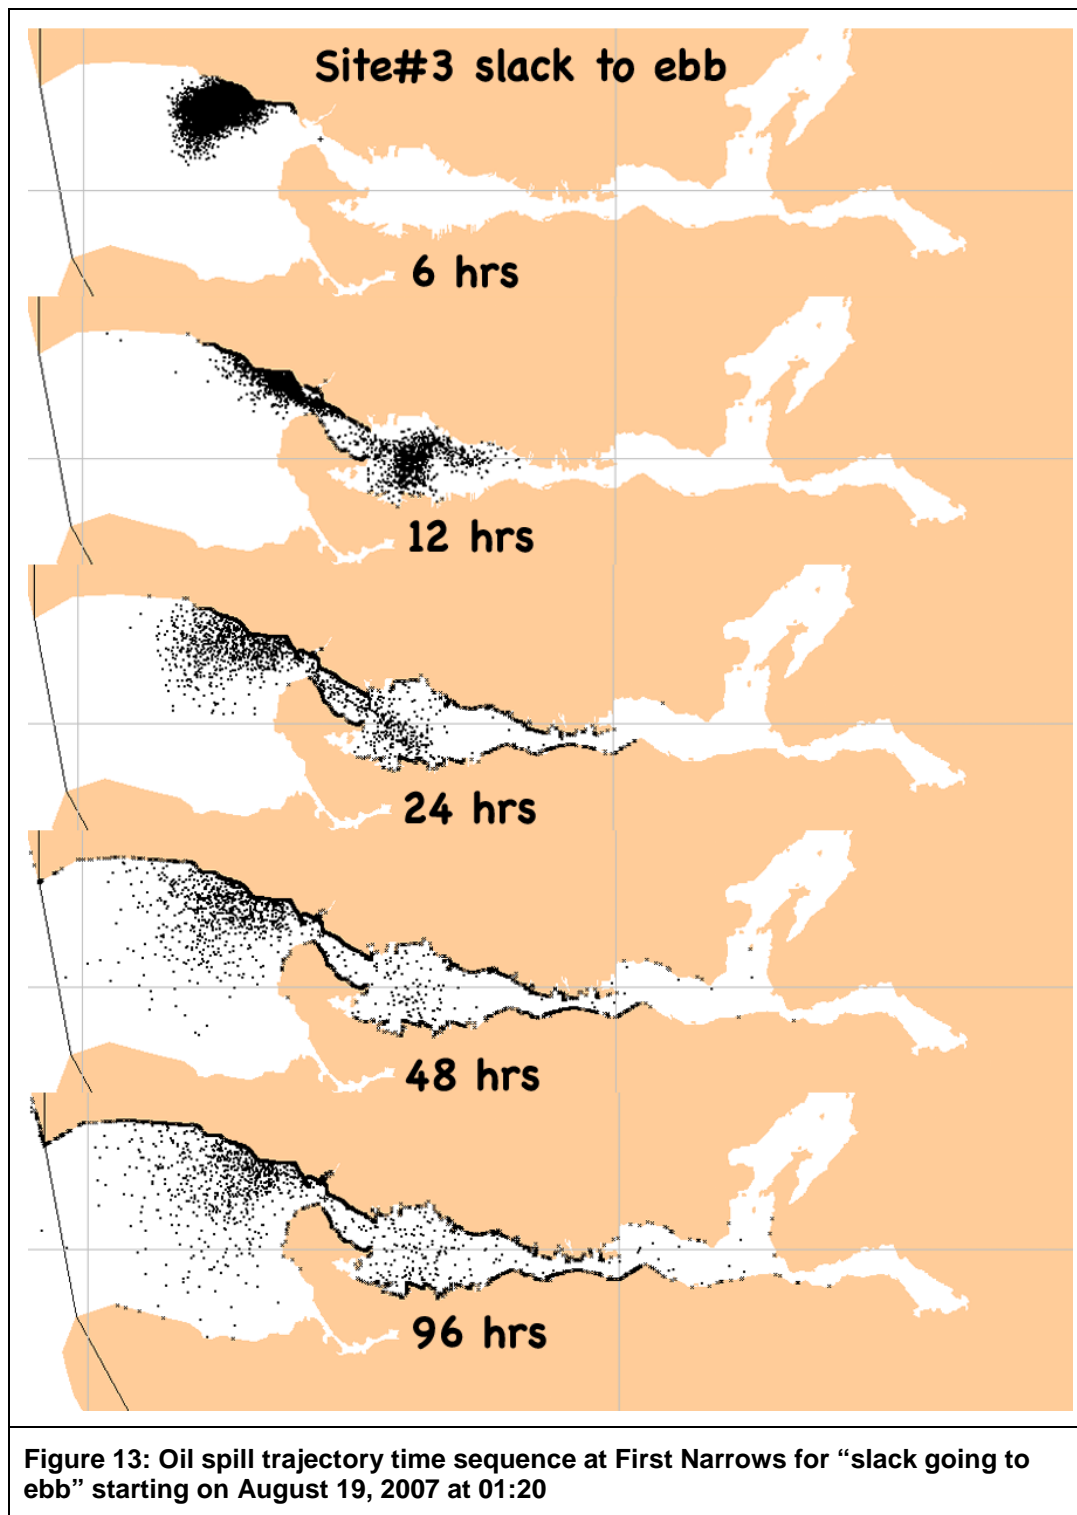 Site#3 slack to ebb
6 hrs
12 hrs
24 hrs
48 hrs
96 hrs
Figure 13: Oil spill trajectory time sequence at First Narrows for “slack going to
ebb” starting on August 19, 2007 at 01:20